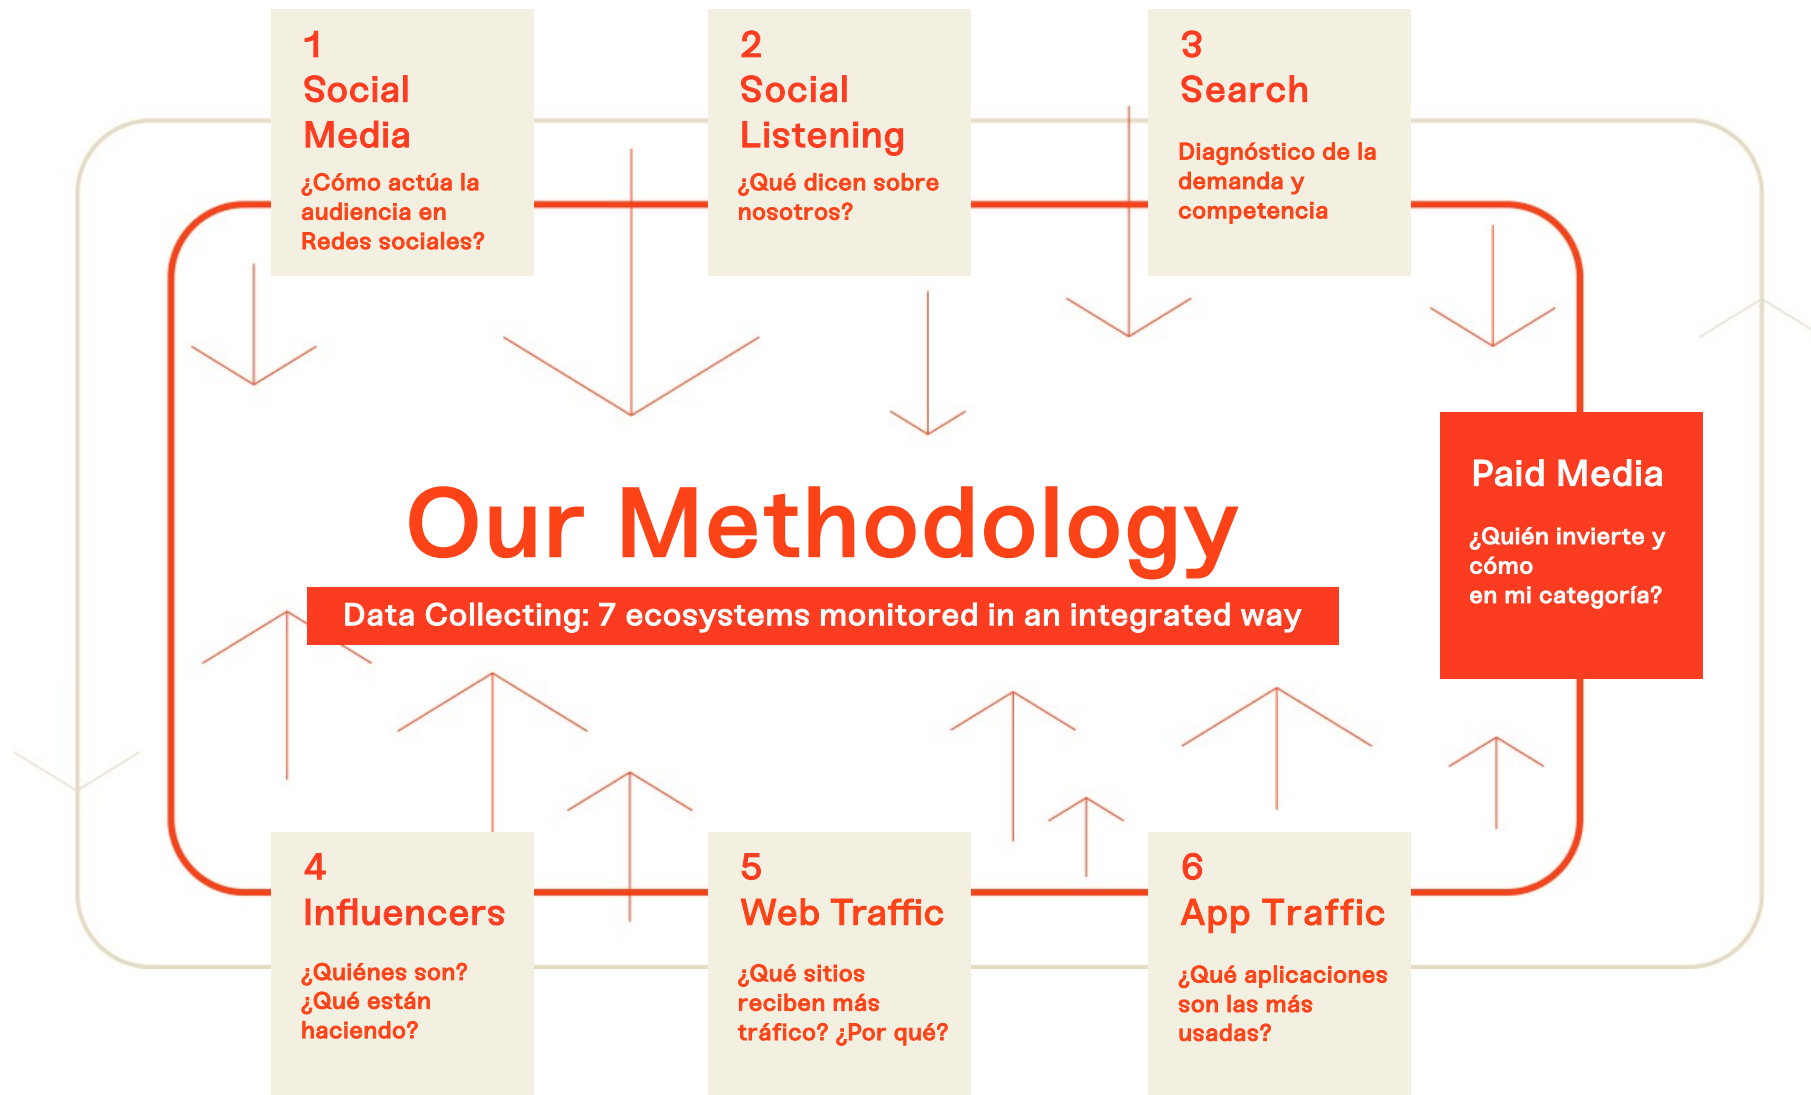 1
Social
Media
¿Cómo actúa la
audiencia en
Redes sociales?
2
Social
Listening
¿Qué dicen sobre
nosotros?
3
Search
Diagnóstico de la
demanda y
competencia
Our Methodology
Data Collecting: 7 ecosystems monitored in an integrated way
Paid Media
¿Quién invierte y
cómo
en mi categoría?
4
Influencers
¿Quiénes son?
¿Qué están
haciendo?
5
Web Traffic
¿Qué sitios
reciben más
tráfico? ¿Por qué?
6
App Traffic
¿Qué aplicaciones
son las más
usadas?